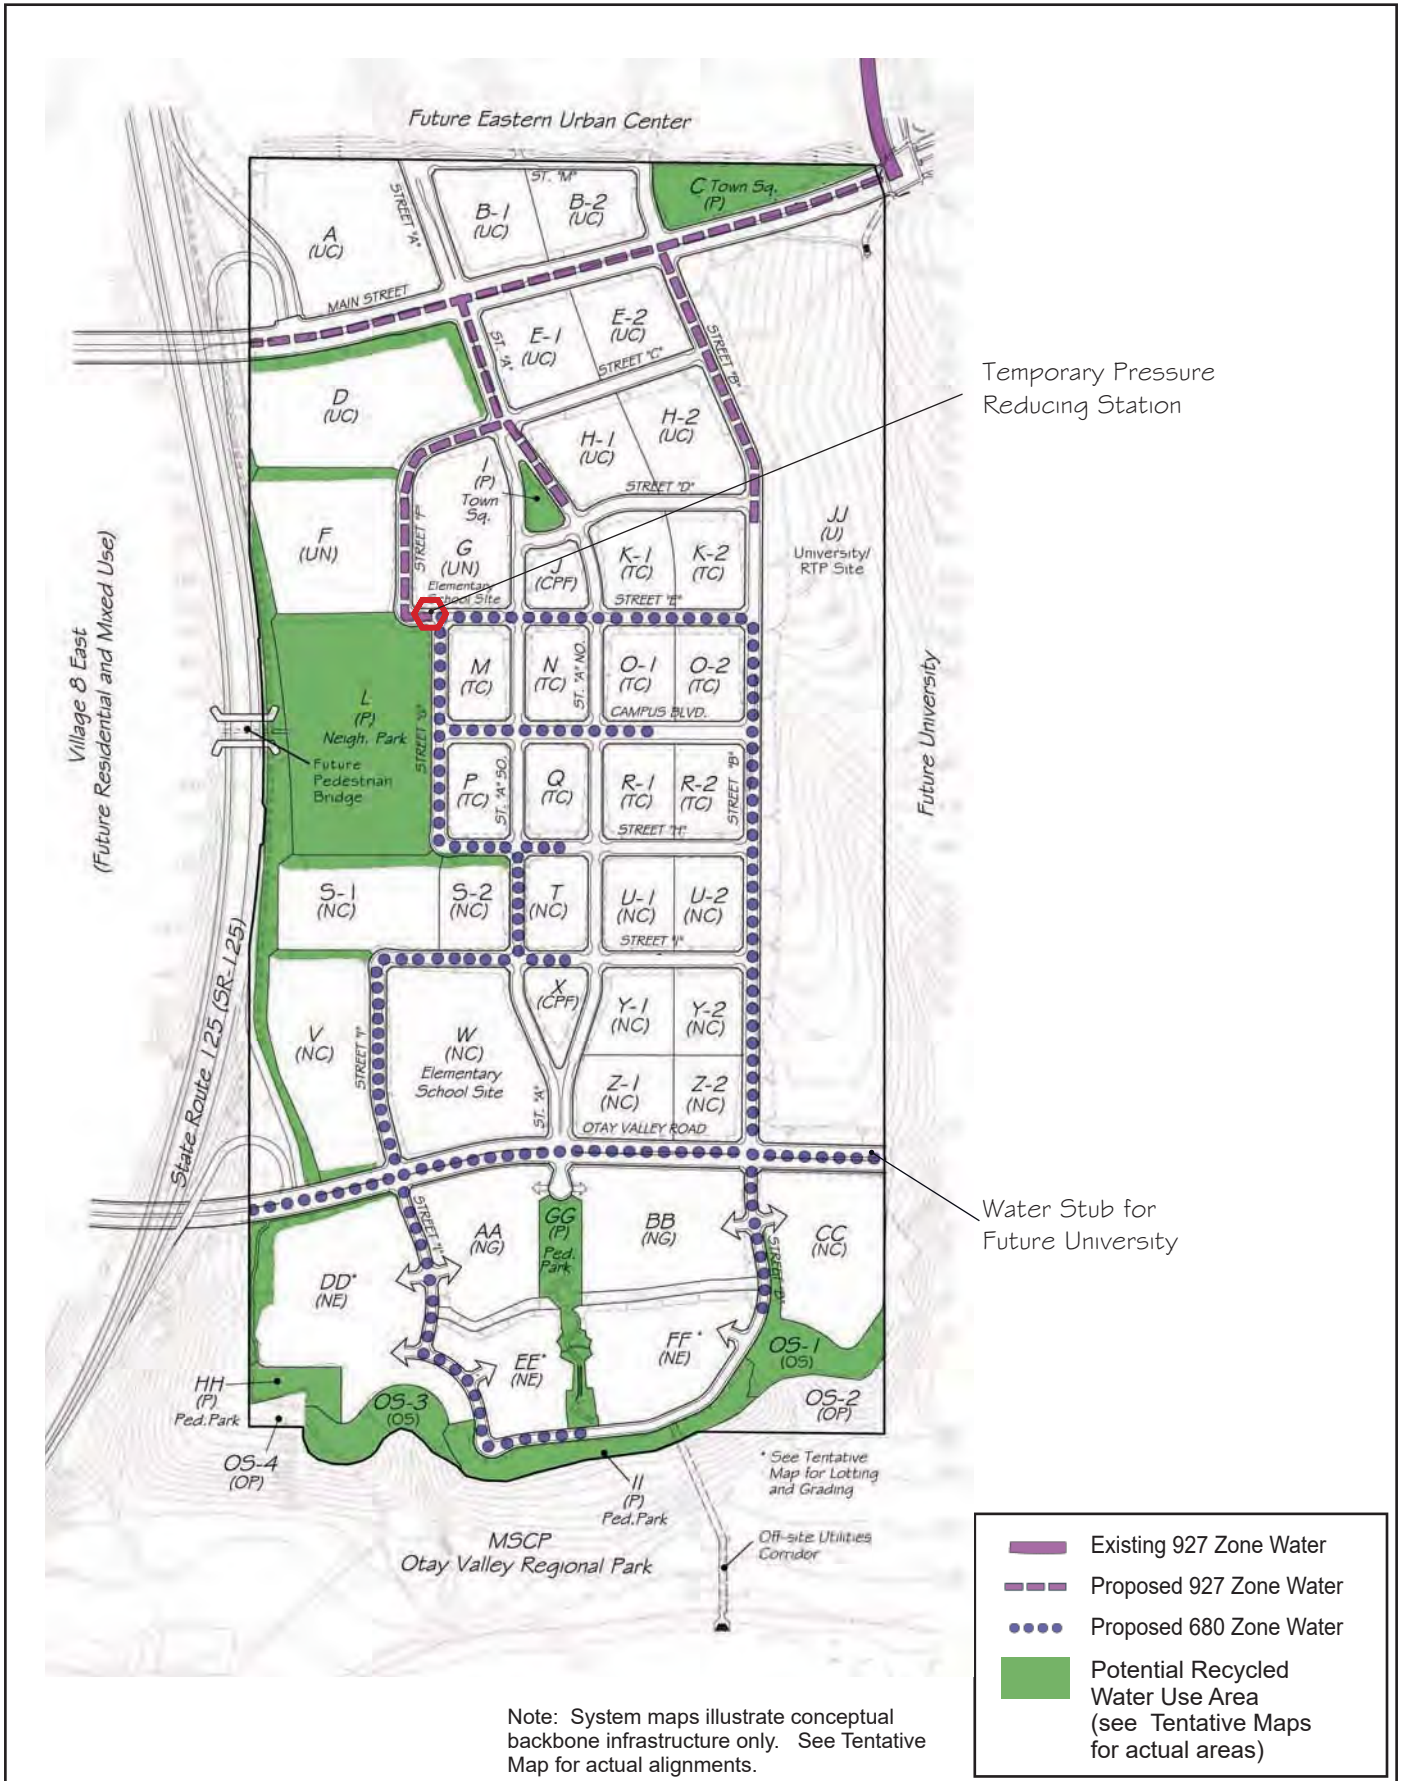 Future Eastern Urban Center
ST. "M"
C Town Sq.
(P)
STREET "A"
B-1
(UC)
B-2
(UC)
A
(UC)
MAIN STREET
E-1
(UC)
E-2
(UC)
ST. "A"
STREET "C"
STREET "B"
Temporary Pressure
Reducing Station
D
(UC)
H-1
(UC)
H-2
(UC)
I
(P)
Town
Sq.
STREET "D"
F
(UN)
STREET "F"
G
(UN)
Elementary
School Site
J
(CPF)
K-1
(TC)
K-2
(TC)
STREET "E"
JJ
(U)
University/
RTP Site
Village 8 East
(Future Residential and Mixed Use)
Future University
L
(P)
Neigh. Park
STREET "G"
M
(TC)
N
(TC)
ST. "A" NO.
O-1
(TC)
O-2
(TC)
CAMPUS BLVD.
Future
Pedestrian
Bridge
P
(TC)
ST. "A" SO.
Q
(TC)
R-1
(TC)
R-2
(TC)
STREET "B"
STREET "H"
S-1
(NC)
S-2
(NC)
T
(NC)
U-1
(NC)
U-2
(NC)
State Route 125 (SR-125)
V
(NC)
W
(NC)
Elementary
School Site
X
(CPF)
Y-1
(NC)
Y-2
(NC)
Z-1
(NC)
Z-2
(NC)
ST. "A"
OTAY VALLEY ROAD
Water Stub for
Future University
AA
(NG)
GG
(P)
Ped.
Park
BB
(NG)
CC
(NC)
DD*
(NE)
EE*
(NE)
FF*
(NE)
OS-1
(OS)
OS-2
(OP)
HH
(P)
Ped.Park
OS-3
(OS)
OS-4
(OP)
II
(P)
Ped.Park
* See Tentative
Map for Lotting
and Grading
MSCP
Otay Valley Regional Park
Off-site Utilities
Corridor
Existing 927 Zone Water
Proposed 927 Zone Water
Proposed 680 Zone Water
Potential Recycled
Water Use Area
(see Tentative Maps
for actual areas)
Note: System maps illustrate conceptual
backbone infrastructure only. See Tentative
Map for actual alignments.